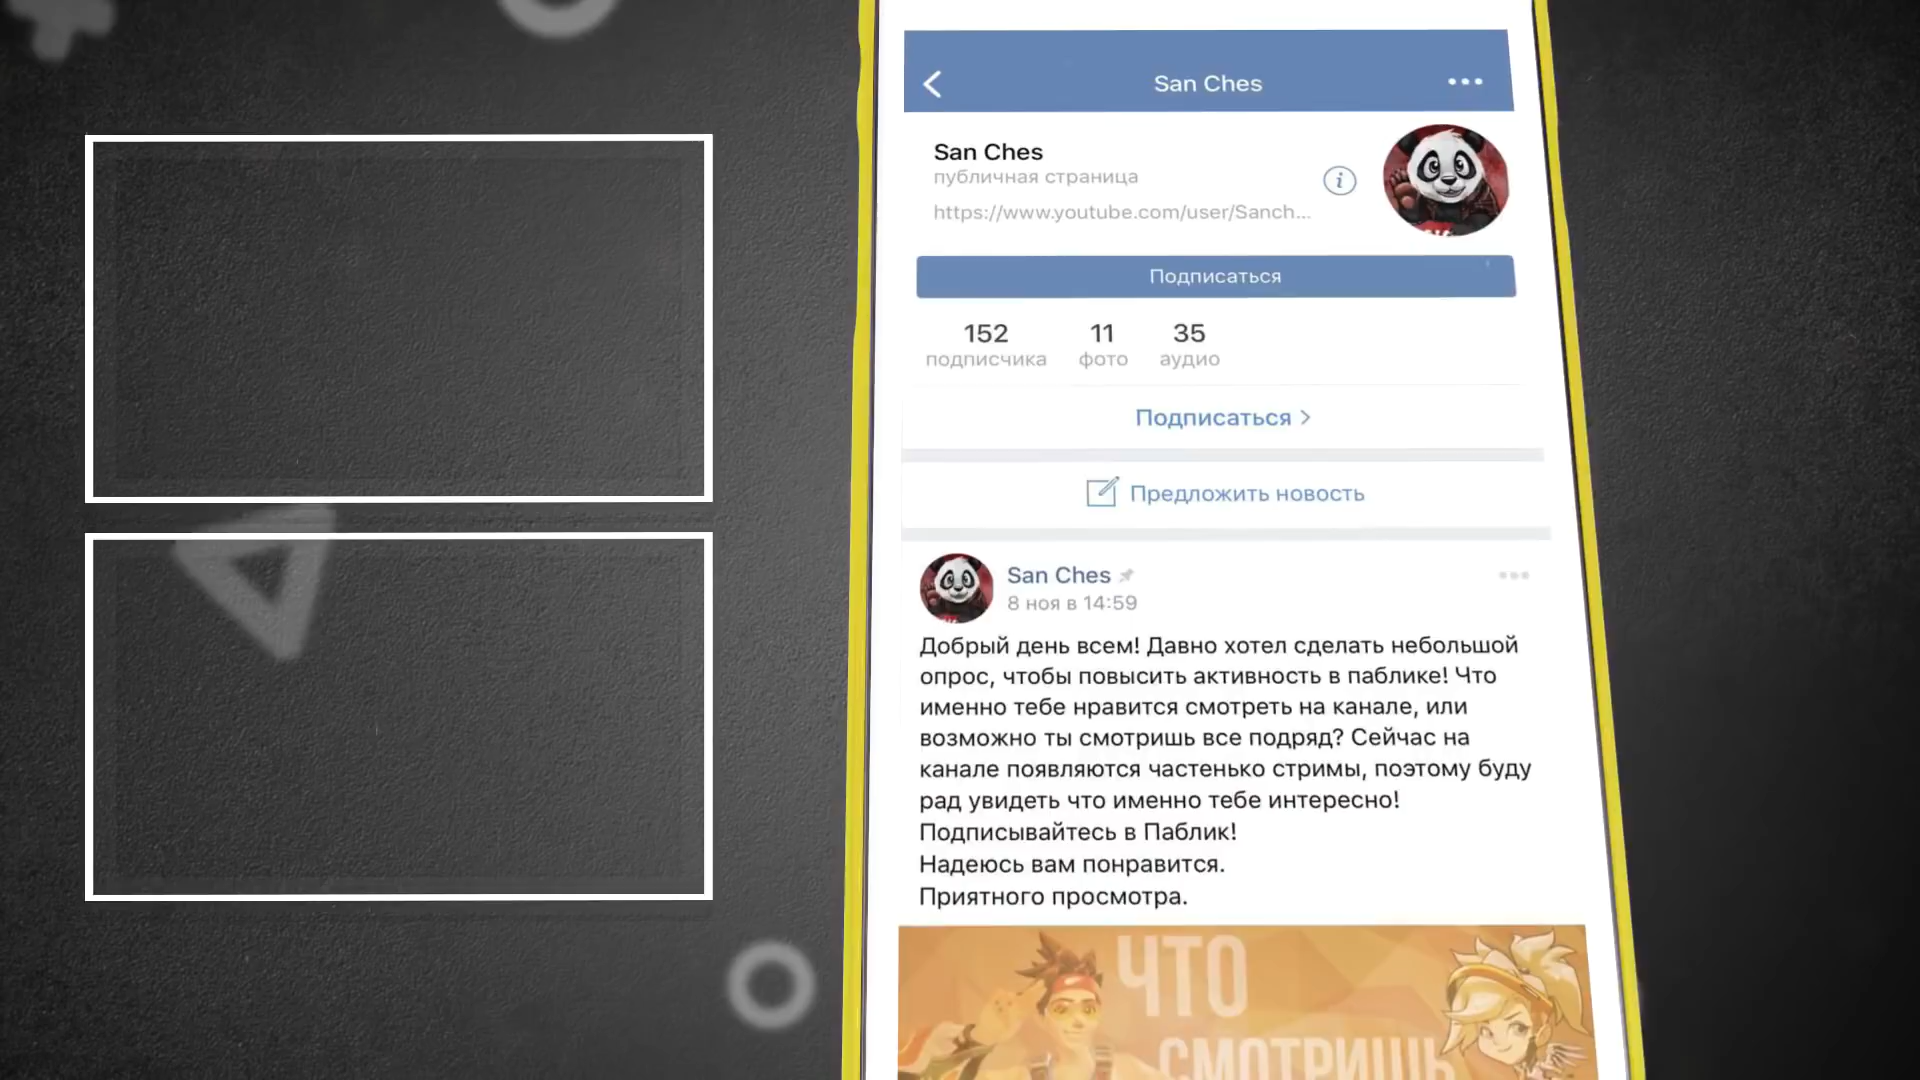 San Ches
San Ches
публичная страница
https://www.youtube.com/user/Sanch...
Подписаться
152 11 35
подписчика фото аудио
Подписаться >
Предложить новость
San Ches
8 ноя в 14:59
Добрый день всем! Давно хотел сделать небольшой
опрос, чтобы повысить активность в паблике! Что
именно тебе нравится смотреть на канале, или
возможно ты смотришь все подряд? Сейчас на
канале появляются частенько стримы, поэтому буду
рад увидеть что именно тебе интересно!
Подписывайтесь в Паблик!
Надеюсь вам понравится.
Приятного просмотра.
ЧТО
СМОТРИШЬ